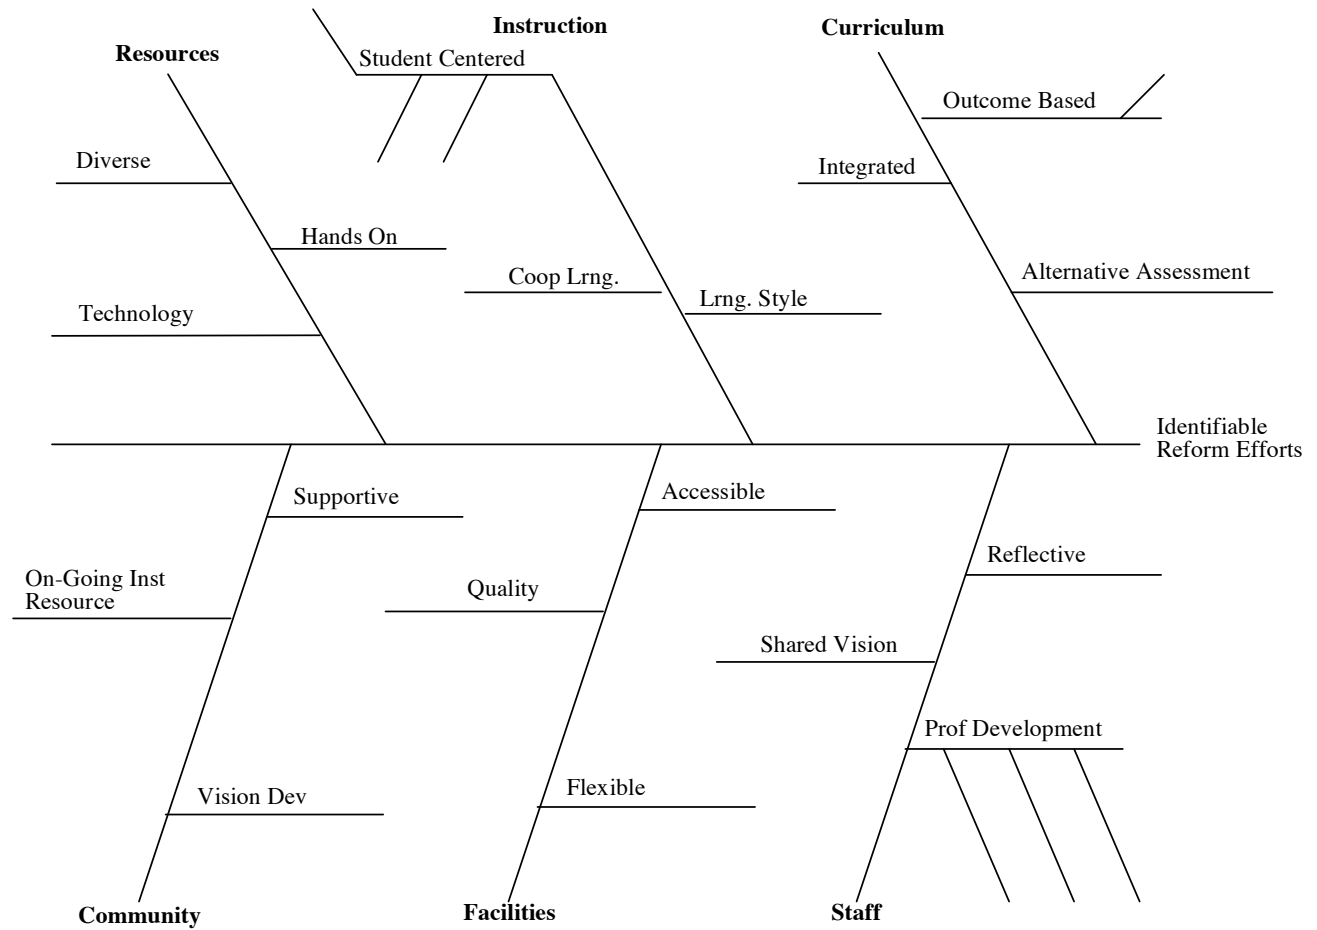 Instruction
Curriculum
Resources
Student Centered
Outcome Based
Diverse
Integrated
Hands On
Coop Lrng.
Alternative Assessment
Lrng. Style
Technology
Identifiable
Reform Efforts
Supportive
Accessible
Reflective
On-Going Inst
Resource
Quality
Shared Vision
Prof Development
Vision Dev
Flexible
Community
Facilities
Staff